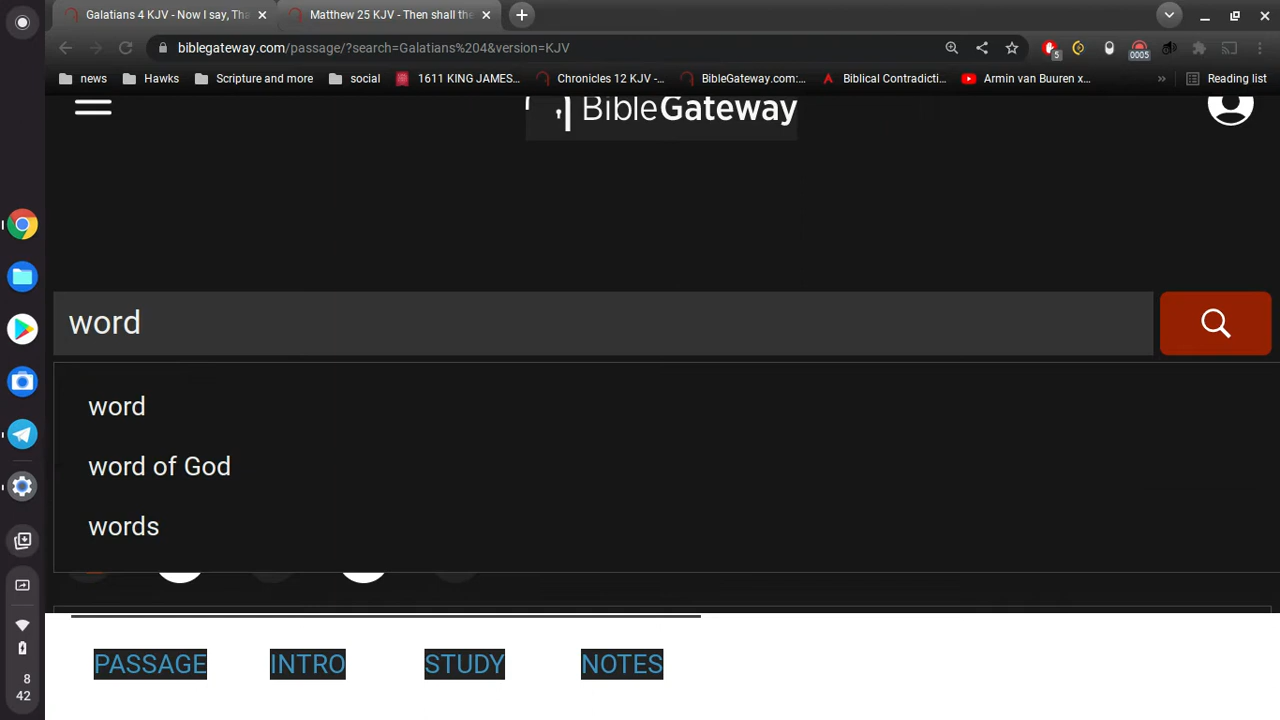 Galatians 4 KJV - Now I say, Tha
Matthew 25 KJV - Then shall the
biblegateway.com/passage/?search=Galatians%204&version=KJV
5
0005
news
Hawks
Scripture and more
social
1611 KING JAMES...
Chronicles 12 KJV -...
BibleGateway.com:...
Biblical Contradicti...
Armin van Buuren x...
»
Reading list
BibleGateway
word
word
word of God
words
PASSAGE
INTRO
STUDY
NOTES
8
42